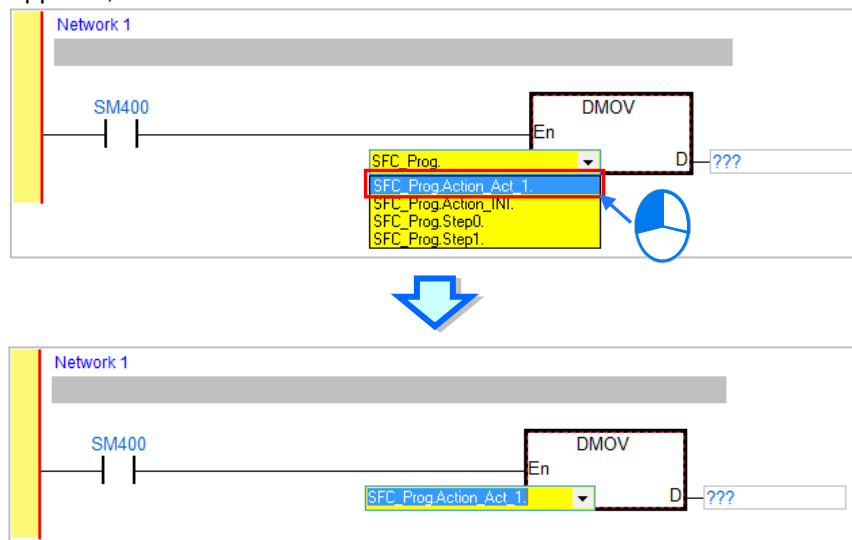 Network 1
SM400
DMOV
En
SFC_Prog.
D
???
SFC_Prog.Action_Act_1.
SFC_Prog.Action_INI.
SFC_Prog.Step0.
SFC_Prog.Step1.
Network 1
SM400
DMOV
En
SFC_Prog.Action_Act_1.
D
???